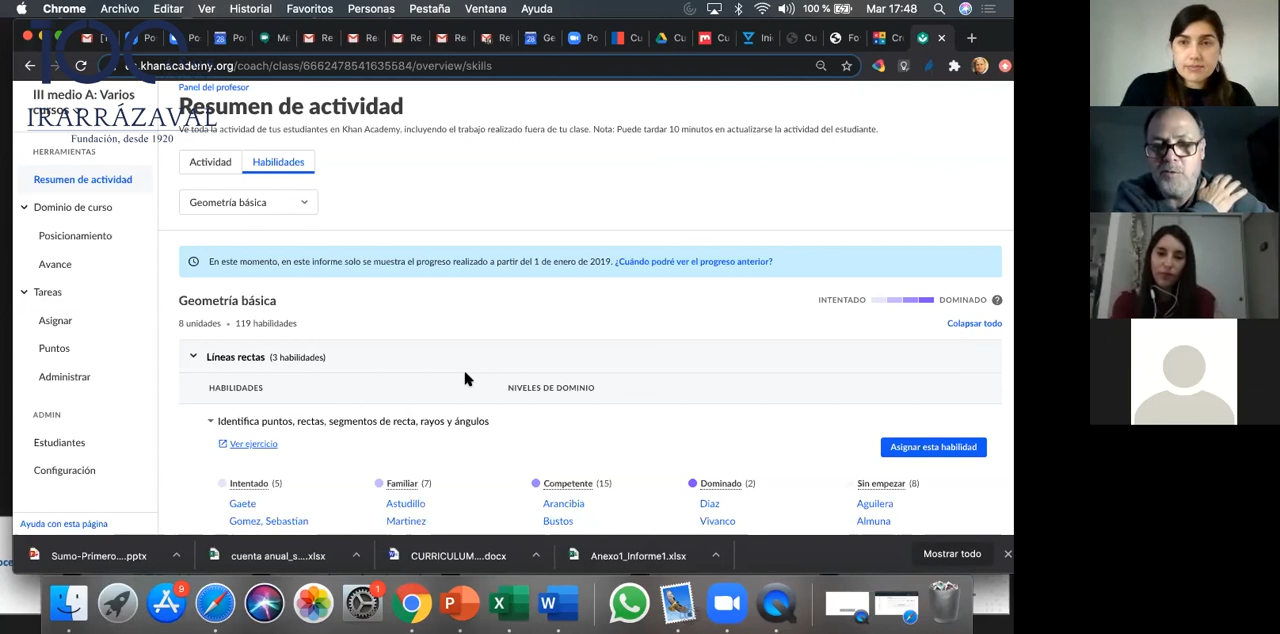 Chrome Archivo Editar Ver Historial Favoritos Personas Pestaña Ventana Ayuda 100 % Mar 17:48
khanacademy.org/coach/class/6662478541635584/overview/skills
III medio A: Varios
cursos
IRARRÁZAVAL
Fundación, desde 1920
HERRAMIENTAS
Resumen de actividad
Dominio de curso
Posicionamiento
Avance
Tareas
Asignar
Puntos
Administrar
ADMIN
Estudiantes
Configuración
Ayuda con esta página
Panel del profesor
Resumen de actividad
Ve toda la actividad de tus estudiantes en Khan Academy, incluyendo el trabajo realizado fuera de tu clase. Nota: Puede tardar 10 minutos en actualizarse la actividad del estudiante.
Actividad Habilidades
Geometría básica
En este momento, en este informe solo se muestra el progreso realizado a partir del 1 de enero de 2019. ¿Cuándo podré ver el progreso anterior?
Geometría básica INTENTADO DOMINADO ?
8 unidades • 119 habilidades Colapsar todo
Líneas rectas (3 habilidades)
HABILIDADES NIVELES DE DOMINIO
Identifica puntos, rectas, segmentos de recta, rayos y ángulos
Ver ejercicio Asignar esta habilidad
Intentado (5) Familiar (7) Competente (15) Dominado (2) Sin empezar (8)
Gaete Astudillo Arancibia Diaz Aguilera
Gomez, Sebastian Martinez Bustos Vivanco Almuna
Sumo-Primero....pptx cuenta anual_s....xlsx CURRICULUM....docx Anexo1_Informe1.xlsx Mostrar todo
9 1
P X W